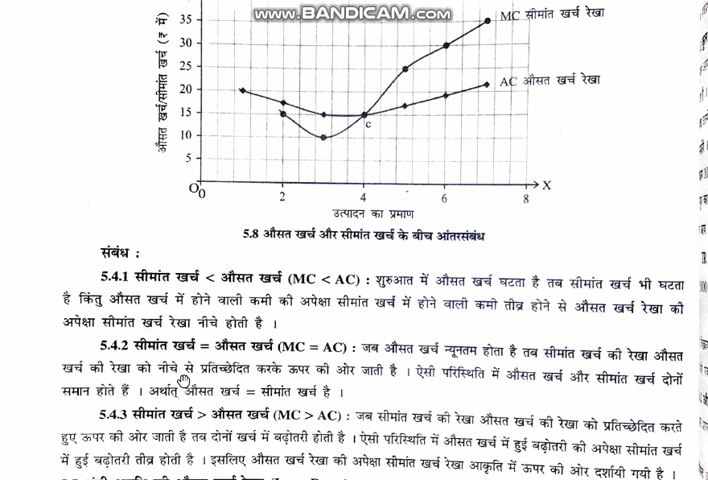 www.BANDICAM.com
औसत खर्च/सीमांत खर्च (₹ में)
35
30
25
20
15
10
5
MC सीमांत खर्च रेखा
AC औसत खर्च रेखा
c
O
0
2
4
6
8
X
उत्पादन का प्रमाण
5.8 औसत खर्च और सीमांत खर्च के बीच आंतरसंबंध
संबंध :
5.4.1 सीमांत खर्च < औसत खर्च (MC < AC) : शुरुआत में औसत खर्च घटता है तब सीमांत खर्च भी घटता
है किंतु औसत खर्च में होने वाली कमी की अपेक्षा सीमांत खर्च में होने वाली कमी तीव्र होने से औसत खर्च रेखा की
अपेक्षा सीमांत खर्च रेखा नीचे होती है ।
5.4.2 सीमांत खर्च = औसत खर्च (MC = AC) : जब औसत खर्च न्यूनतम होता है तब सीमांत खर्च की रेखा औसत
खर्च की रेखा को नीचे से प्रतिच्छेदित करके ऊपर की ओर जाती है । ऐसी परिस्थिति में औसत खर्च और सीमांत खर्च दोनों
समान होते हैं । अर्थात् औसत खर्च = सीमांत खर्च है ।
5.4.3 सीमांत खर्च > औसत खर्च (MC > AC) : जब सीमांत खर्च की रेखा औसत खर्च की रेखा को प्रतिच्छेदित करते
हुए ऊपर की ओर जाती है तब दोनों खर्च में बढ़ोतरी होती है । ऐसी परिस्थिति में औसत खर्च में हुई बढ़ोतरी की अपेक्षा सीमांत खर्च
में हुई बढ़ोतरी तीव्र होती है । इसलिए औसत खर्च रेखा की अपेक्षा सीमांत खर्च रेखा आकृति में ऊपर की ओर दर्शायी गयी है ।